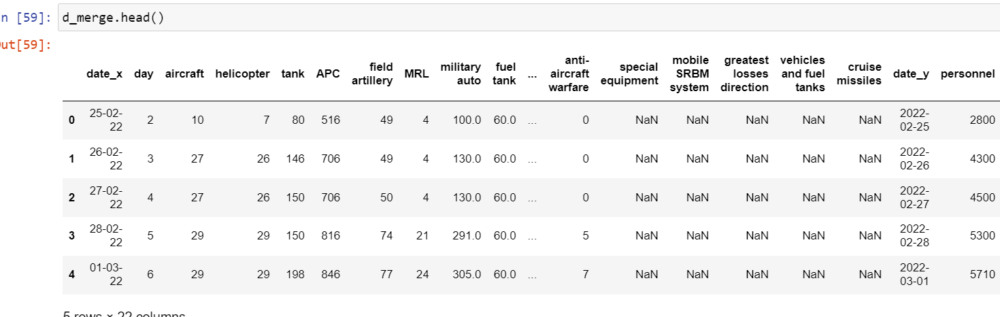 n [59]: d_merge.head()
ut[59]:
date_x day aircraft helicopter tank APC field artillery MRL military auto fuel tank ... anti-aircraft warfare special equipment mobile SRBM system greatest losses direction vehicles and fuel tanks cruise missiles date_y personnel
0 25-02-22 2 10 7 80 516 49 4 100.0 60.0 ... 0 NaN NaN NaN NaN NaN 2022-02-25 2800
1 26-02-22 3 27 26 146 706 49 4 130.0 60.0 ... 0 NaN NaN NaN NaN NaN 2022-02-26 4300
2 27-02-22 4 27 26 150 706 50 4 130.0 60.0 ... 0 NaN NaN NaN NaN NaN 2022-02-27 4500
3 28-02-22 5 29 29 150 816 74 21 291.0 60.0 ... 5 NaN NaN NaN NaN NaN 2022-02-28 5300
4 01-03-22 6 29 29 198 846 77 24 305.0 60.0 ... 7 NaN NaN NaN NaN NaN 2022-03-01 5710
5 rows × 22 columns